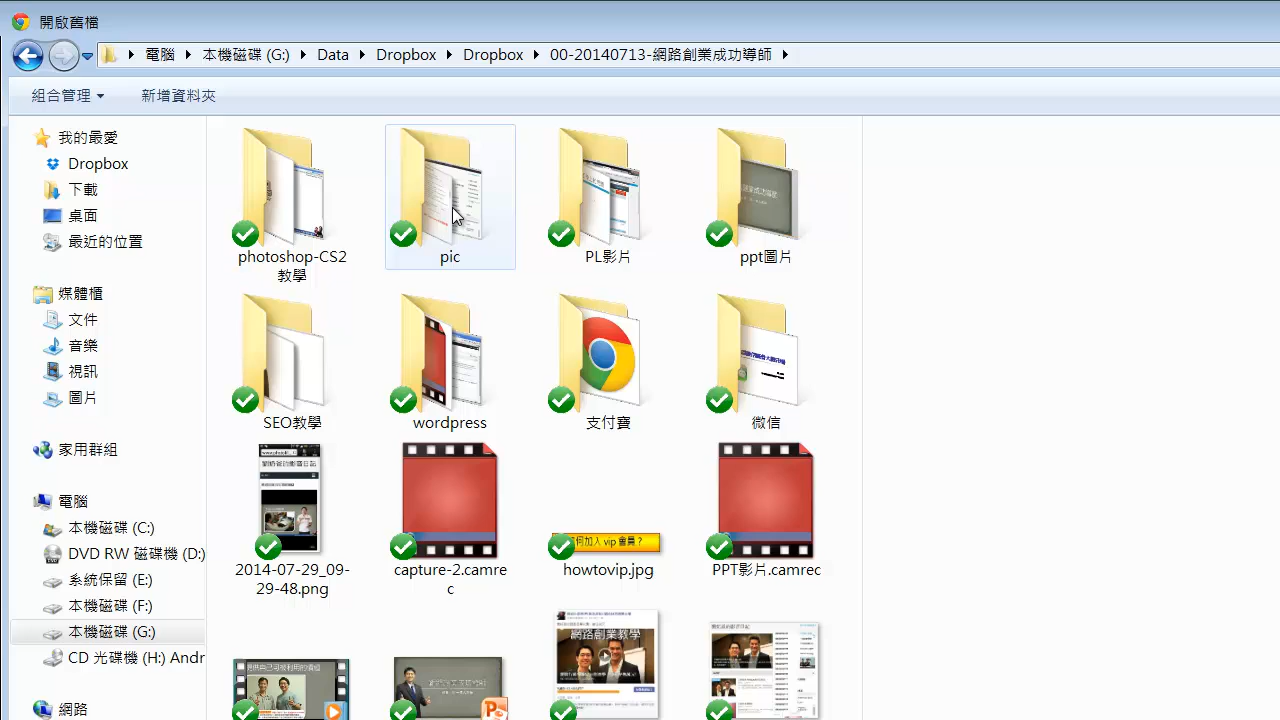 開啟舊檔
電腦 本機磁碟 (G:) Data Dropbox Dropbox 00-20140713-網路創業成功導師
組合管理 新增資料夾
我的最愛
Dropbox
下載
桌面
最近的位置
媒體櫃
文件
音樂
視訊
圖片
家用群組
電腦
本機磁碟 (C:)
DVD RW 磁碟機 (D:)
系統保留 (E:)
本機磁碟 (F:)
本機磁碟 (G:)
photoshop-CS2
教學
pic
PL影片
ppt圖片
SEO教學
wordpress
支付寶
微信
何加入 vip 會員？
2014-07-29_09-
29-48.png
capture-2.camre
c
howtovip.jpg
PPT影片.camrec
網路創業教學